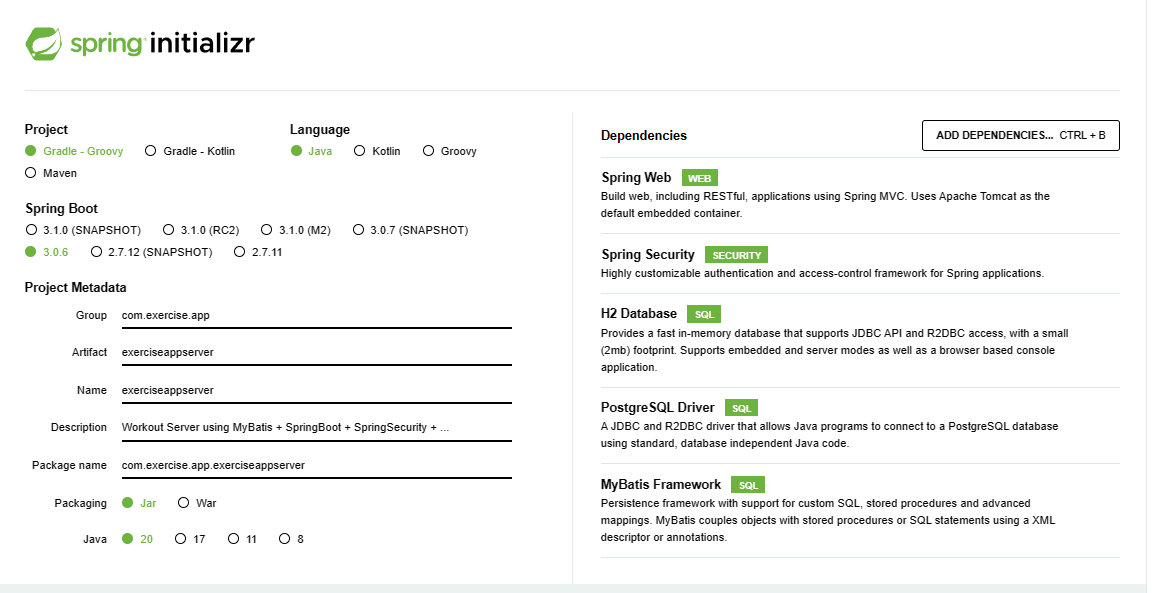 spring initializr
Project
Gradle - Groovy Gradle - Kotlin
Maven
Language
Java Kotlin Groovy
Spring Boot
3.1.0 (SNAPSHOT) 3.1.0 (RC2) 3.1.0 (M2) 3.0.7 (SNAPSHOT)
3.0.6 2.7.12 (SNAPSHOT) 2.7.11
Project Metadata
Group com.exercise.app
Artifact exerciseappserver
Name exerciseappserver
Description Workout Server using MyBatis + SpringBoot + SpringSecurity + ...
Package name com.exercise.app.exerciseappserver
Packaging Jar War
Java 20 17 11 8
Dependencies ADD DEPENDENCIES... CTRL + B
Spring Web WEB
Build web, including RESTful, applications using Spring MVC. Uses Apache Tomcat as the
default embedded container.
Spring Security SECURITY
Highly customizable authentication and access-control framework for Spring applications.
H2 Database SQL
Provides a fast in-memory database that supports JDBC API and R2DBC access, with a small
(2mb) footprint. Supports embedded and server modes as well as a browser based console
application.
PostgreSQL Driver SQL
A JDBC and R2DBC driver that allows Java programs to connect to a PostgreSQL database
using standard, database independent Java code.
MyBatis Framework SQL
Persistence framework with support for custom SQL, stored procedures and advanced
mappings. MyBatis couples objects with stored procedures or SQL statements using a XML
descriptor or annotations.